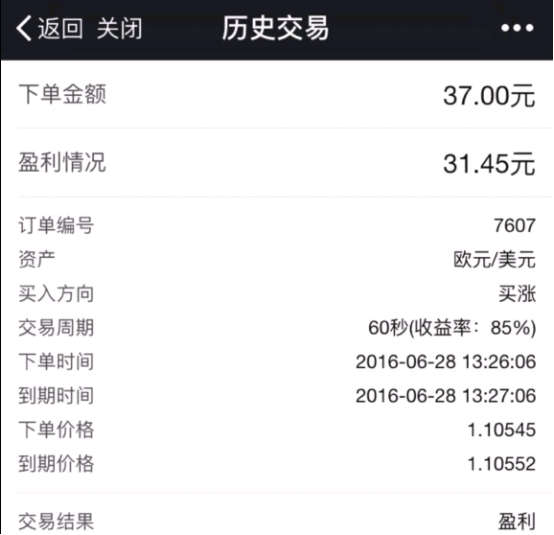 返回 关闭 历史交易
下单金额 37.00元
盈利情况 31.45元
订单编号 7607
资产 欧元/美元
买入方向 买涨
交易周期 60秒(收益率：85%)
下单时间 2016-06-28 13:26:06
到期时间 2016-06-28 13:27:06
下单价格 1.10545
到期价格 1.10552
交易结果 盈利